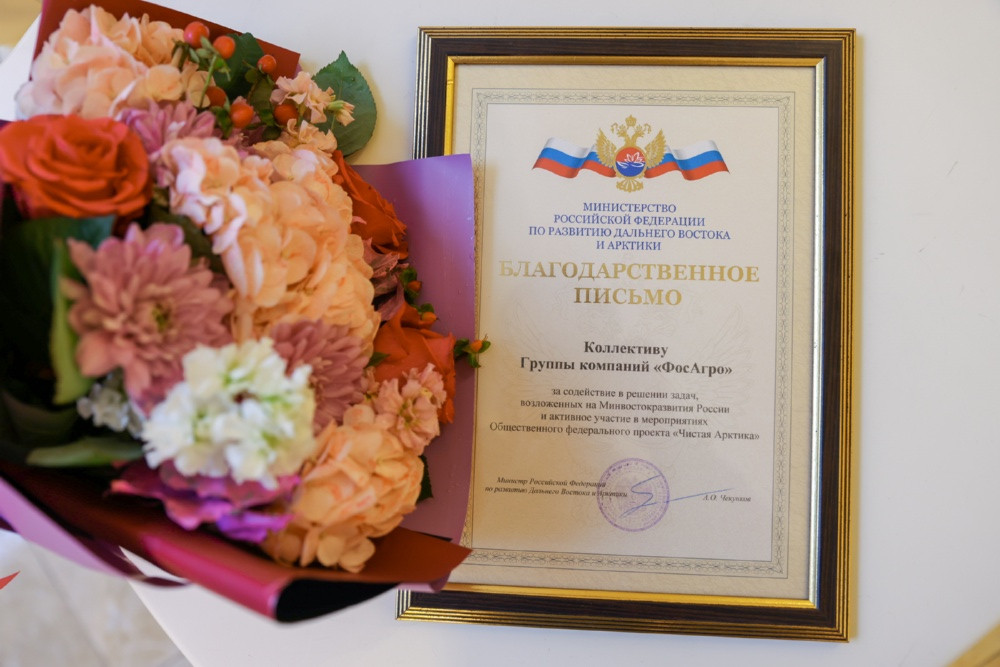 МИНИСТЕРСТВО
РОССИЙСКОЙ ФЕДЕРАЦИИ
ПО РАЗВИТИЮ ДАЛЬНЕГО ВОСТОКА
И АРКТИКИ
БЛАГОДАРСТВЕННОЕ
ПИСЬМО
Коллективу
Группы компаний «ФосАгро»
за содействие в решении задач,
возложенных на Минвостокразвития России
и активное участие в мероприятиях
Общественного федерального проекта «Чистая Арктика»
Министр Российской Федерации
по развитию Дальнего Востока и Арктики
А.О. Чекунков